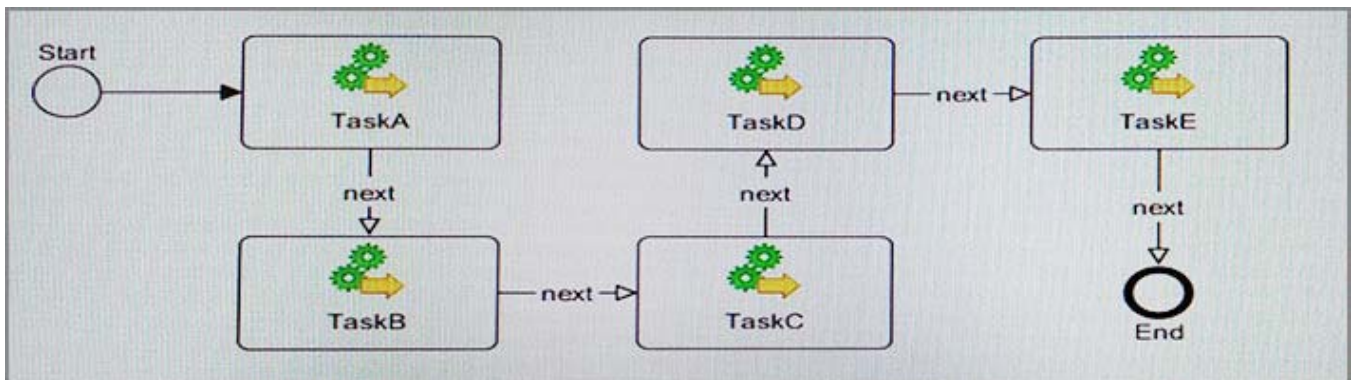 Start
TaskA
next
TaskB
next
TaskC
next
TaskD
next
TaskE
next
End